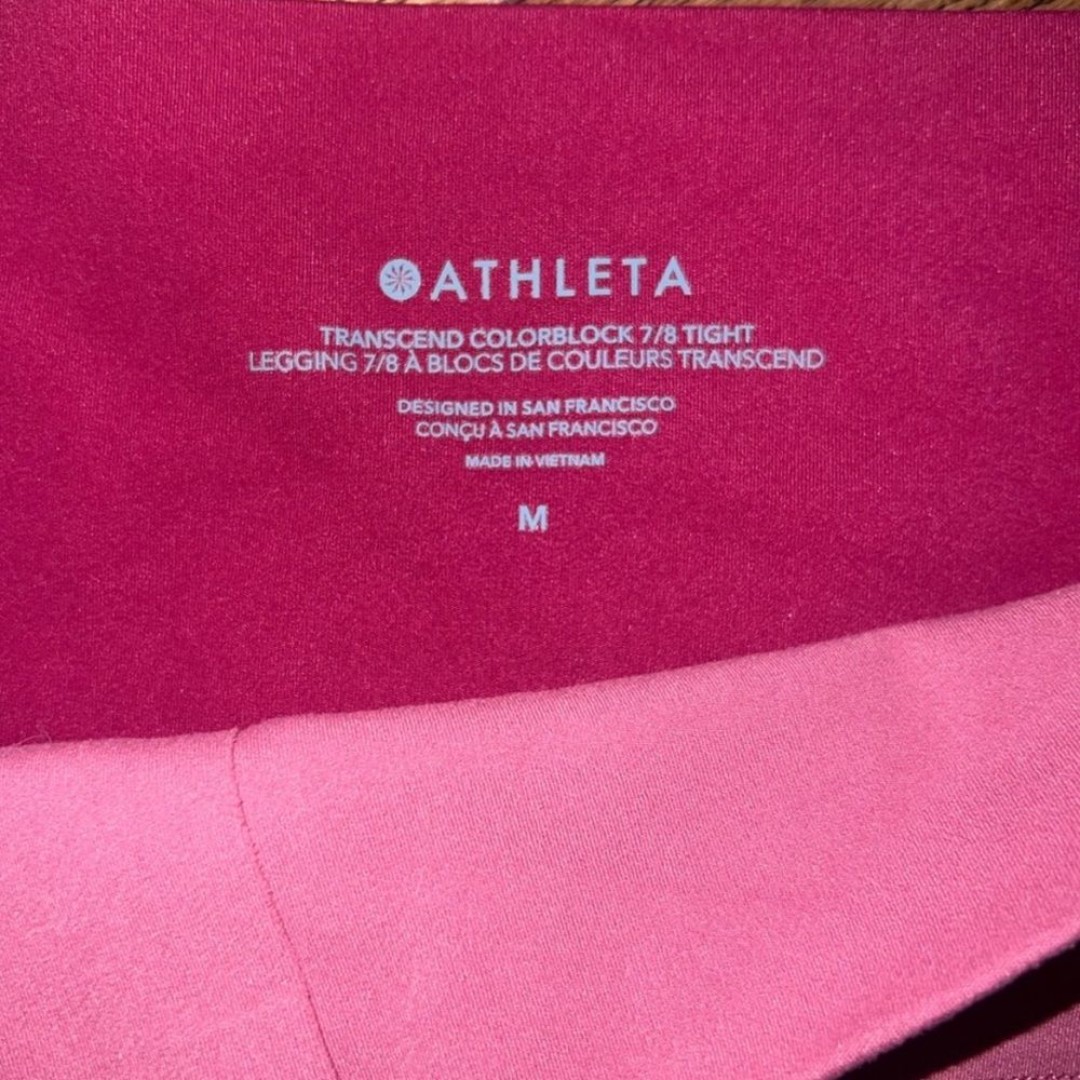 ATHLETA
TRANSCEND COLORBLOCK 7/8 TIGHT
LEGGING 7/8 À BLOCS DE COULEURS TRANSCEND
DESIGNED IN SAN FRANCISCO
CONÇU À SAN FRANCISCO
MADE IN VIETNAM
M